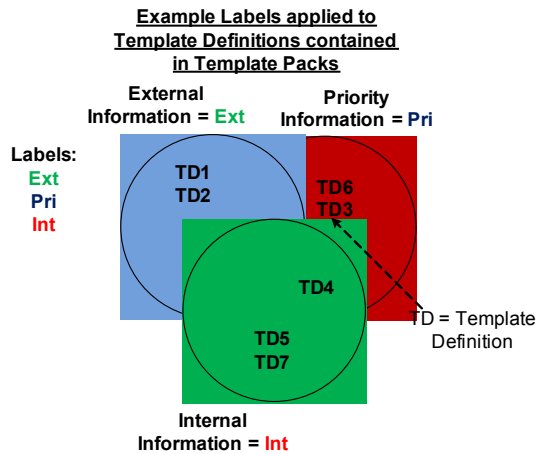 Example Labels applied to
Template Definitions contained
in Template Packs
External
Information = Ext
Priority
Information = Pri
Labels:
Ext
Pri
Int
TD1
TD2
TD6
TD3
TD4
TD5
TD7
TD = Template
Definition
Internal
Information = Int